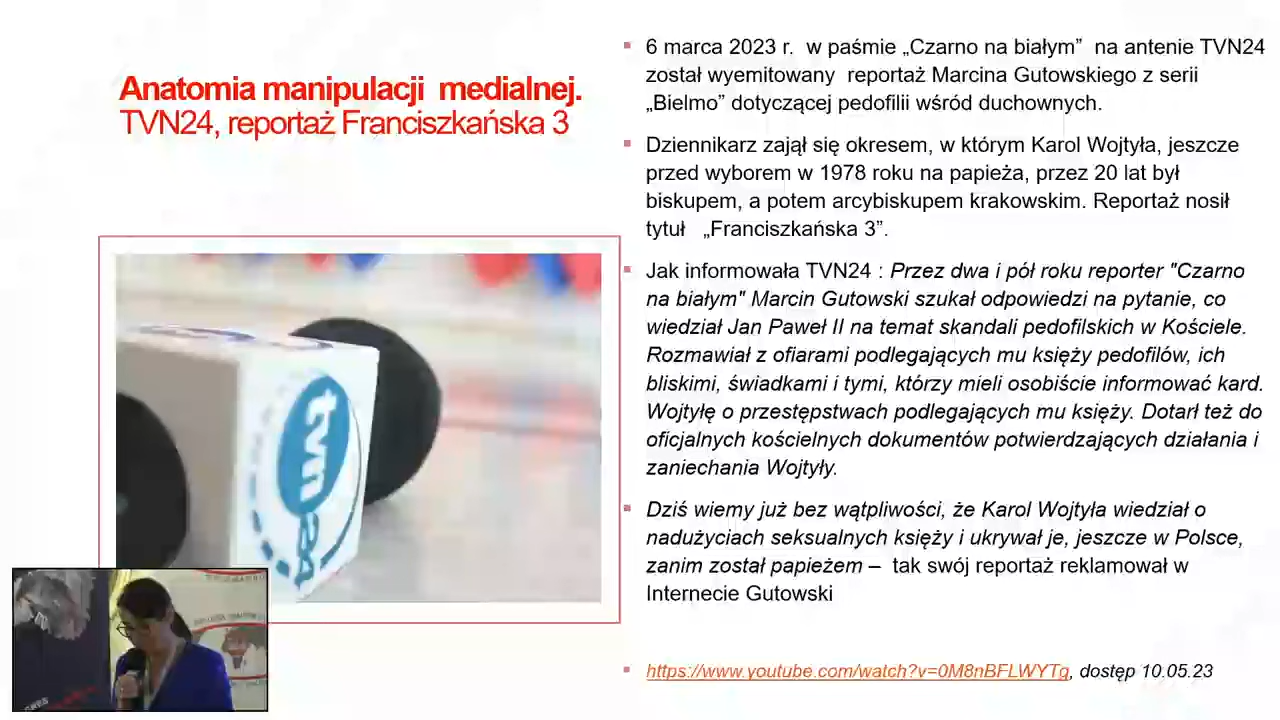 Anatomia manipulacji  medialnej.
TVN24, reportaż Franciszkańska 3
6 marca 2023 r.  w paśmie „Czarno na białym”  na antenie TVN24
został wyemitowany  reportaż Marcina Gutowskiego z serii
„Bielmo” dotyczącej pedofilii wśród duchownych.
Dziennikarz zajął się okresem, w którym Karol Wojtyła, jeszcze
przed wyborem w 1978 roku na papieża, przez 20 lat był
biskupem, a potem arcybiskupem krakowskim. Reportaż nosił
tytuł   „Franciszkańska 3”.
Jak informowała TVN24 : Przez dwa i pół roku reporter "Czarno
na białym" Marcin Gutowski szukał odpowiedzi na pytanie, co
wiedział Jan Paweł II na temat skandali pedofilskich w Kościele.
Rozmawiał z ofiarami podlegających mu księży pedofilów, ich
bliskimi, świadkami i tymi, którzy mieli osobiście informować kard.
Wojtyłę o przestępstwach podlegających mu księży. Dotarł też do
oficjalnych kościelnych dokumentów potwierdzających działania i
zaniechania Wojtyły.
Dziś wiemy już bez wątpliwości, że Karol Wojtyła wiedział o
nadużyciach seksualnych księży i ukrywał je, jeszcze w Polsce,
zanim został papieżem –  tak swój reportaż reklamował w
Internecie Gutowski
https://www.youtube.com/watch?v=0M8nBFLWYTg, dostęp 10.05.23
tvn
24